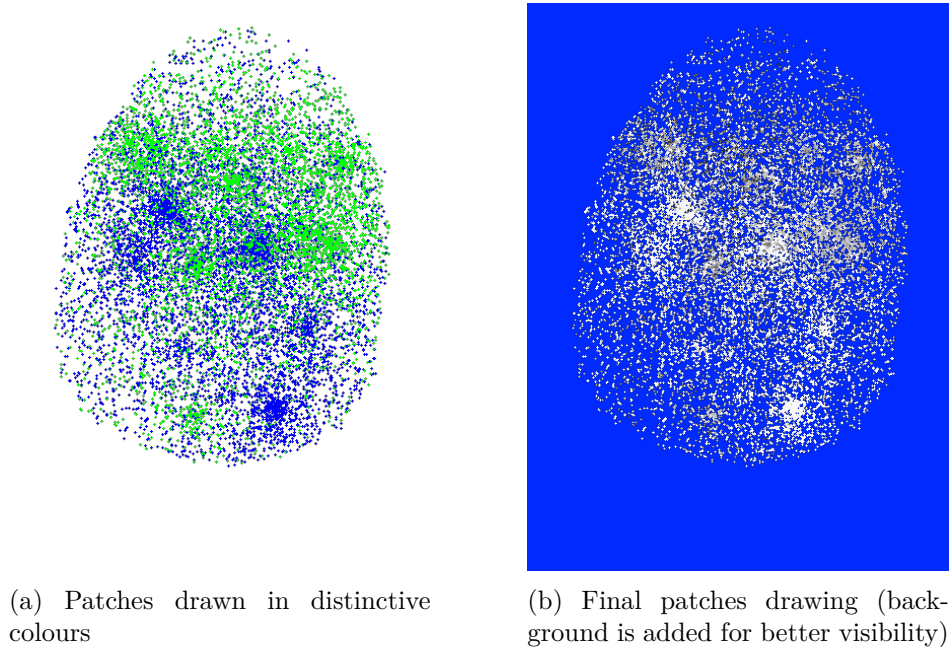 (a) Patches drawn in distinctive
colours
(b) Final patches drawing (back-
ground is added for better visibility)